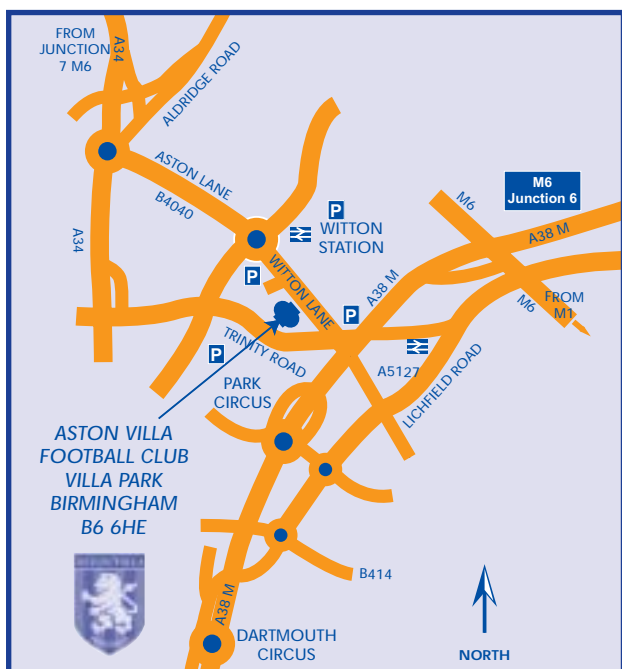 FROM
JUNCTION
7 M6
A34
ALDRIDGE ROAD
ASTON LANE
B4040
A34
P
WITTON
STATION
M6
Junction 6
M6
A38 M
P
WITTON LANE
A38 M
M6
FROM
M1
P
TRINITY ROAD
P
A5127
LICHFIELD ROAD
PARK
CIRCUS
ASTON VILLA
FOOTBALL CLUB
VILLA PARK
BIRMINGHAM
B6 6HE
B414
A38 M
DARTMOUTH
CIRCUS
NORTH